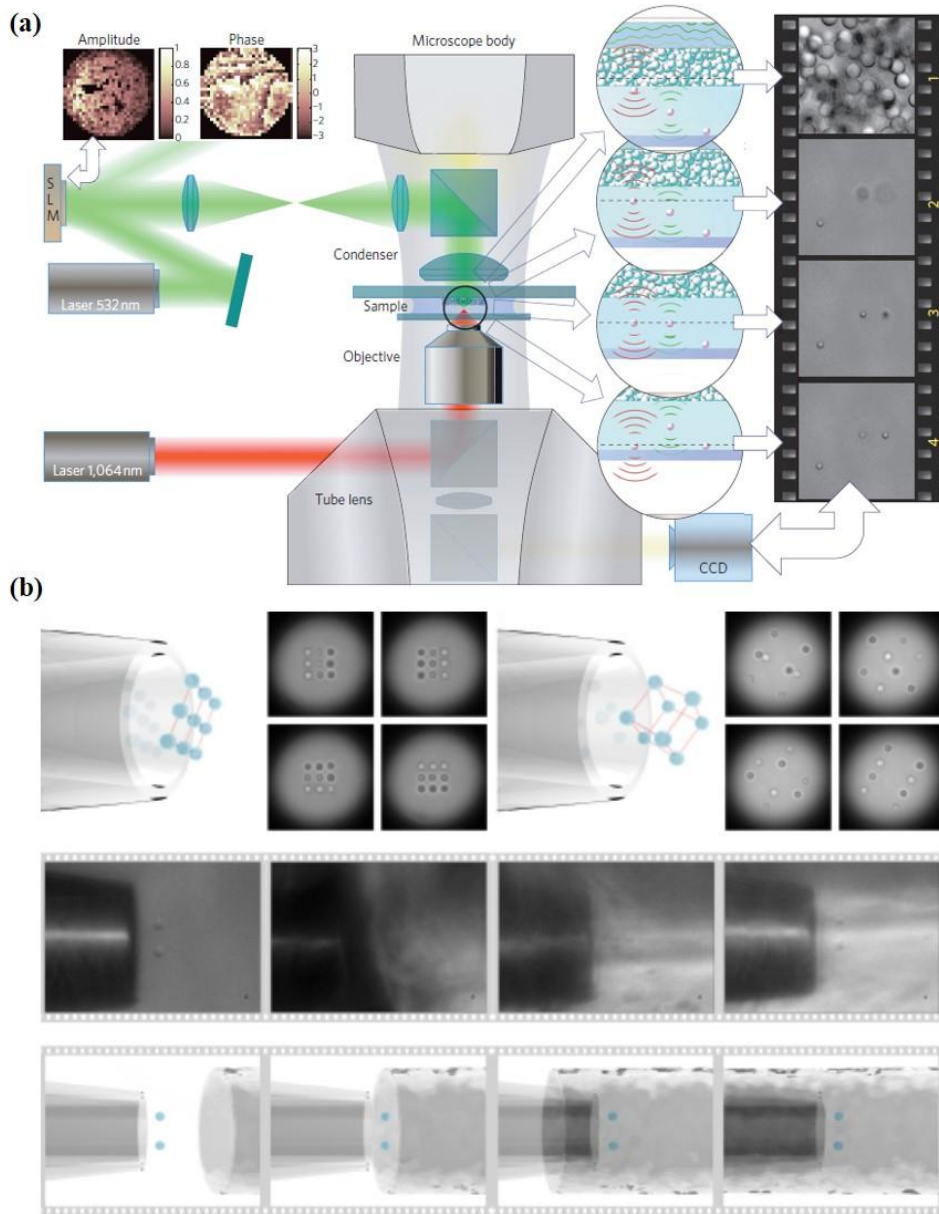 (a)
Amplitude
Phase
1
0.8
0.6
0.4
0.2
0
3
2
1
0
−1
−2
−3
Microscope body
SLM
Condenser
Laser 532 nm
Sample
Objective
Laser 1,064 nm
Tube lens
CCD
1
2
3
4
(b)